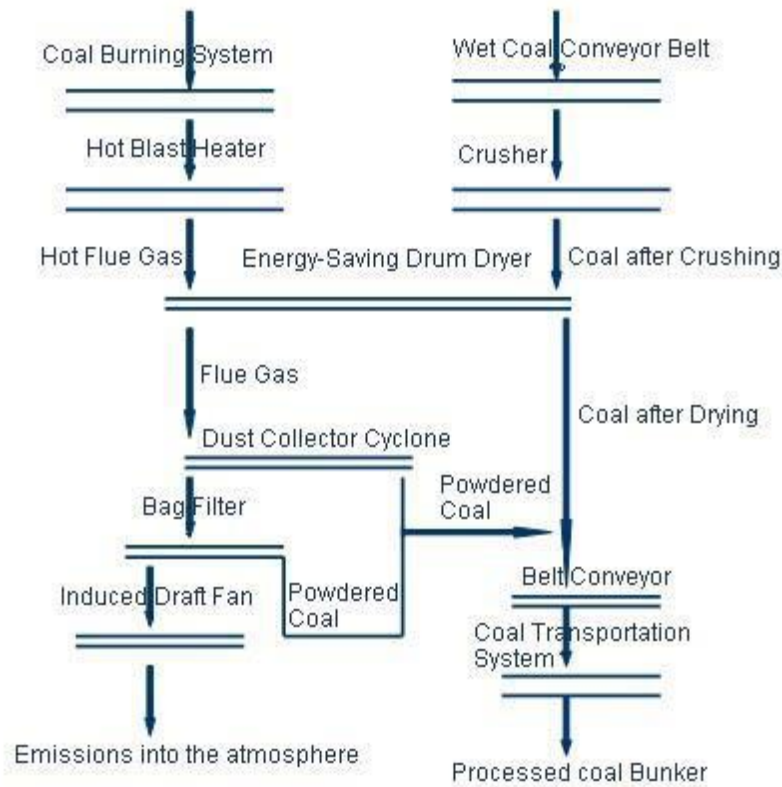 Coal Burning System
Wet Coal Conveyor Belt
Hot Blast Heater
Crusher
Hot Flue Gas
Energy-Saving Drum Dryer
Coal after Crushing
Flue Gas
Coal after Drying
Dust Collector Cyclone
Powdered
Coal
Bag Filter
Belt Conveyor
Induced Draft Fan
Powdered
Coal
Coal Transportation
System
Emissions into the atmosphere
Processed coal Bunker